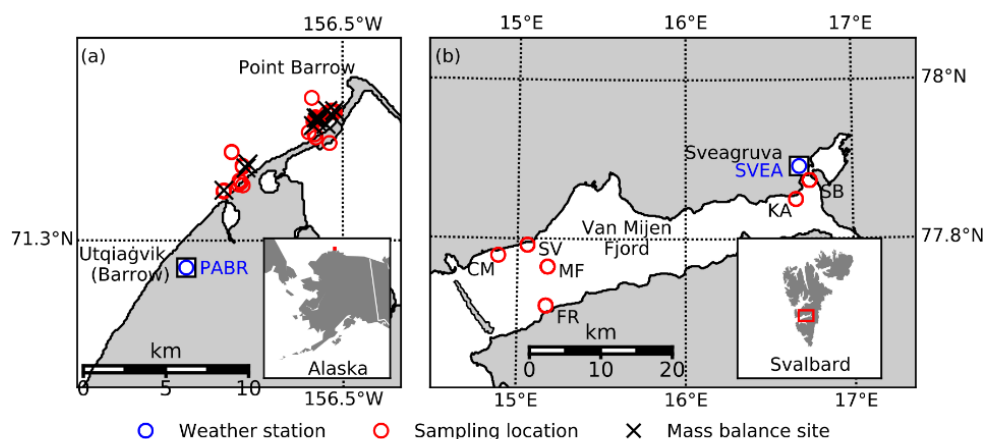 156.5°W
15°E
16°E
17°E
(a)
Point Barrow
(b)
78°N
Sveagruva
SVEA
SB
KA
71.3°N
Van Mijen
Fjord
77.8°N
Utqiaġvik
(Barrow)
PABR
SV
CM
MF
FR
km
0
5
10
Alaska
km
0
10
20
Svalbard
156.5°W
15°E
16°E
17°E
Weather station
Sampling location
Mass balance site